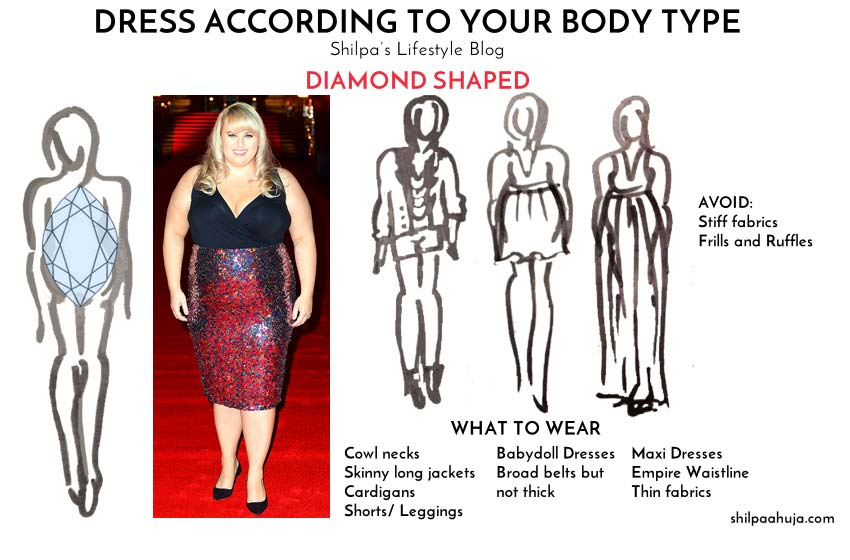 DRESS ACCORDING TO YOUR BODY TYPE
Shilpa's Lifestyle Blog
DIAMOND SHAPED
AVOID:
Stiff fabrics
Frills and Ruffles
WHAT TO WEAR
Cowl necks
Skinny long jackets
Cardigans
Shorts/ Leggings
Babydoll Dresses
Broad belts but
not thick
Maxi Dresses
Empire Waistline
Thin fabrics
shilpaahuja.com